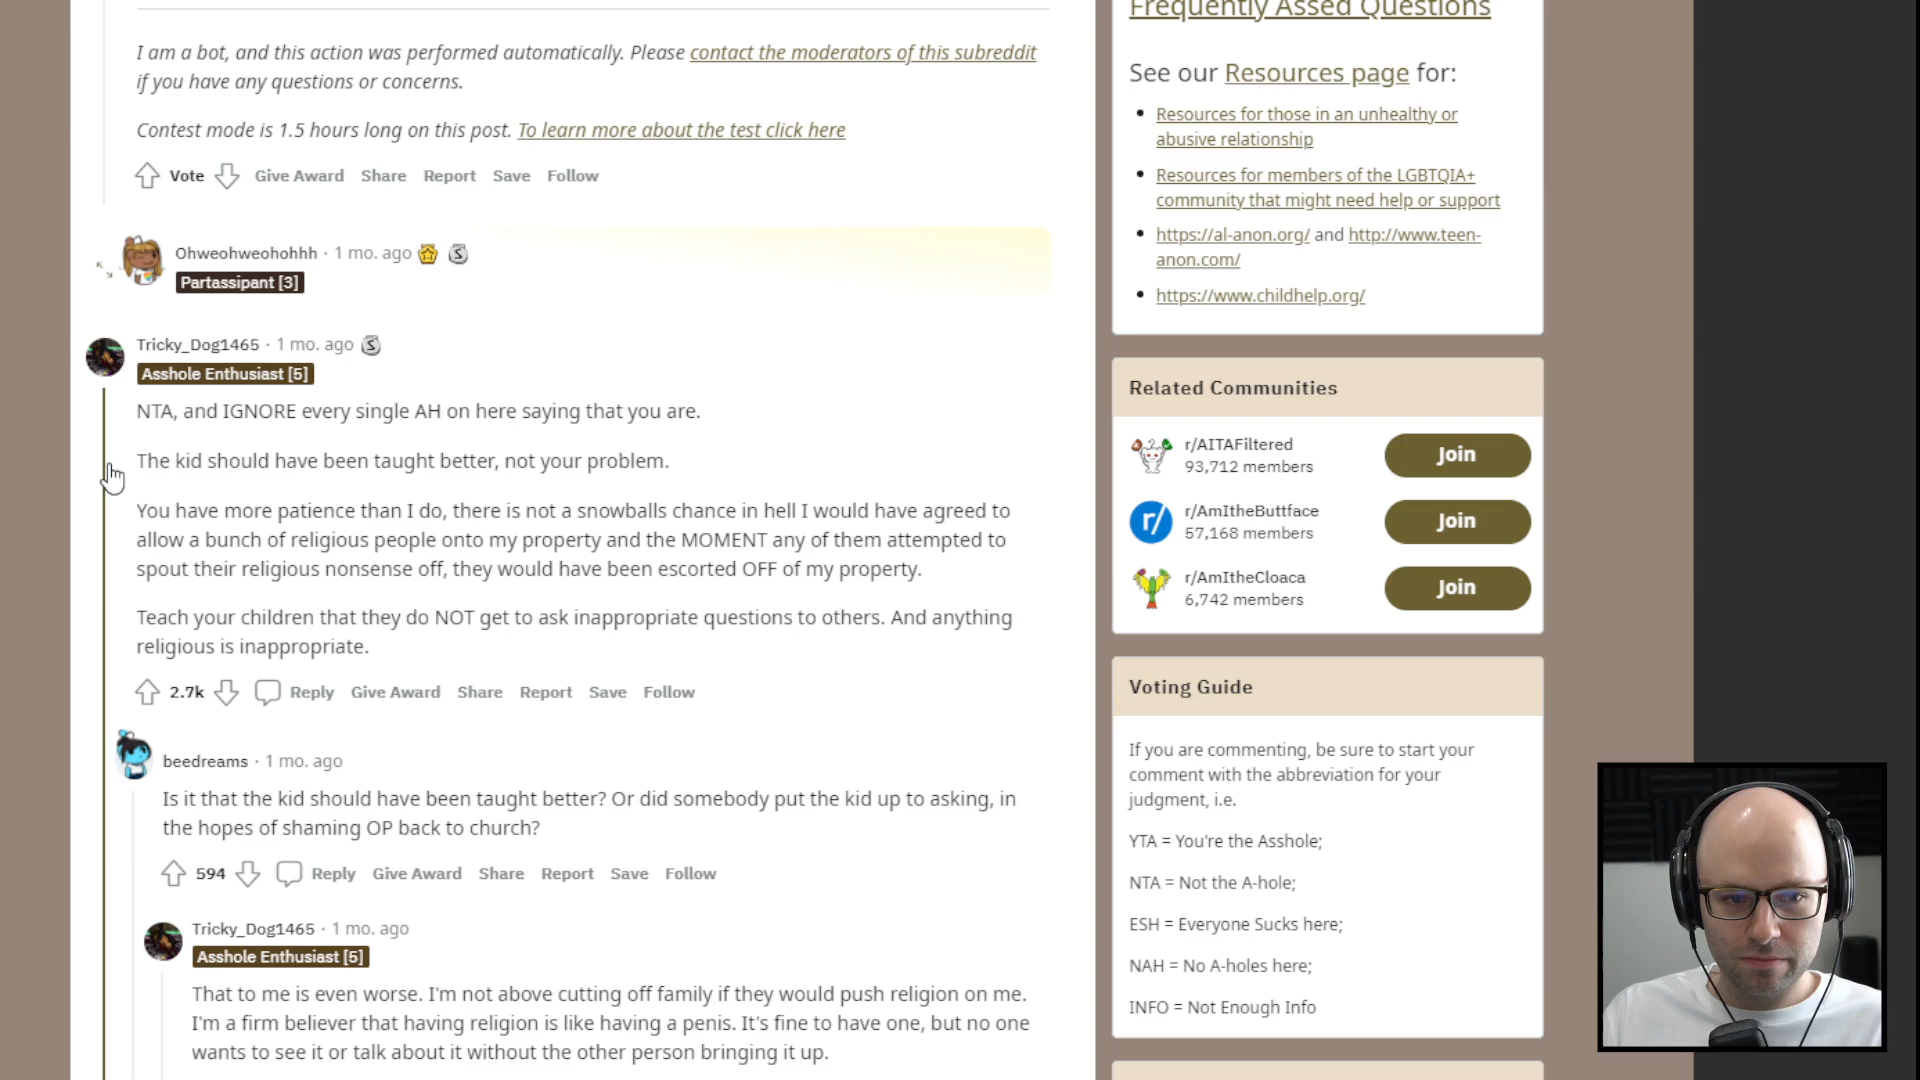 I am a bot, and this action was performed automatically. Please contact the moderators of this subreddit
if you have any questions or concerns.
Contest mode is 1.5 hours long on this post. To learn more about the test click here
Vote Give Award Share Report Save Follow
Ohweohweohohhh · 1 mo. ago
Partassipant [3]
Tricky_Dog1465 · 1 mo. ago
Asshole Enthusiast [5]
NTA, and IGNORE every single AH on here saying that you are.
The kid should have been taught better, not your problem.
You have more patience than I do, there is not a snowballs chance in hell I would have agreed to
allow a bunch of religious people onto my property and the MOMENT any of them attempted to
spout their religious nonsense off, they would have been escorted OFF of my property.
Teach your children that they do NOT get to ask inappropriate questions to others. And anything
religious is inappropriate.
2.7k Reply Give Award Share Report Save Follow
beedreams · 1 mo. ago
Is it that the kid should have been taught better? Or did somebody put the kid up to asking, in
the hopes of shaming OP back to church?
594 Reply Give Award Share Report Save Follow
Tricky_Dog1465 · 1 mo. ago
Asshole Enthusiast [5]
That to me is even worse. I'm not above cutting off family if they would push religion on me.
I'm a firm believer that having religion is like having a penis. It's fine to have one, but no one
wants to see it or talk about it without the other person bringing it up.
Frequently Assed Questions
See our Resources page for:
Resources for those in an unhealthy or
abusive relationship
Resources for members of the LGBTQIA+
community that might need help or support
https://al-anon.org/ and http://www.teen-
anon.com/
https://www.childhelp.org/
Related Communities
r/AITAFiltered
93,712 members
Join
r/AmItheButtface
57,168 members
Join
r/AmItheCloaca
6,742 members
Join
Voting Guide
If you are commenting, be sure to start your
comment with the abbreviation for your
judgment, i.e.
YTA = You're the Asshole;
NTA = Not the A-hole;
ESH = Everyone Sucks here;
NAH = No A-holes here;
INFO = Not Enough Info